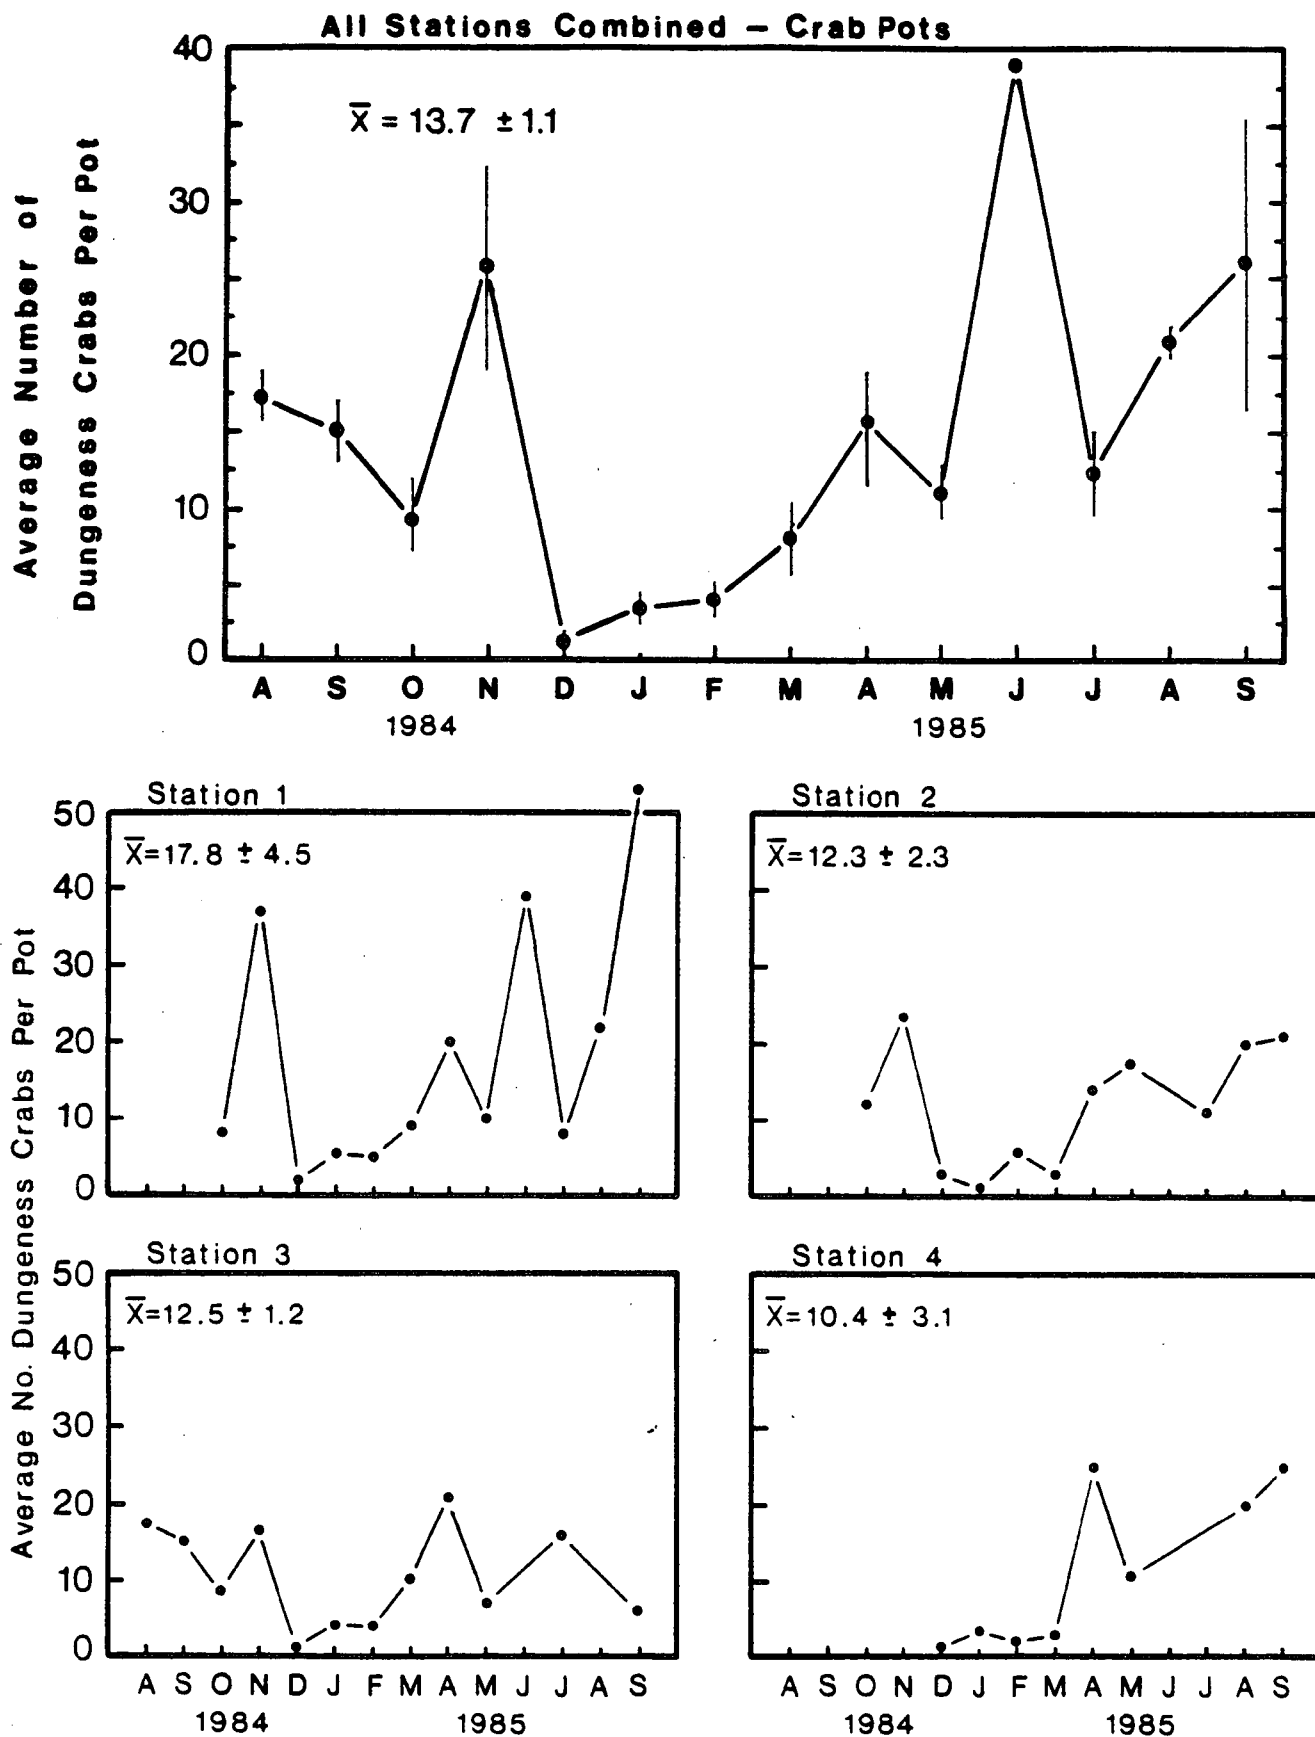 All Stations Combined – Crab Pots
Average Number of
Dungeness Crabs Per Pot
40
30
20
10
0
X̄ = 13.7 ± 1.1
A S O N D J F M A M J J A S
1984 1985
Average No. Dungeness Crabs Per Pot
Station 1
50
40
30
20
10
0
X̄=17.8 ± 4.5
Station 2
X̄=12.3 ± 2.3
Station 3
50
40
30
20
10
0
X̄=12.5 ± 1.2
A S O N D J F M A M J J A S
1984 1985
Station 4
X̄=10.4 ± 3.1
A S O N D J F M A M J J A S
1984 1985